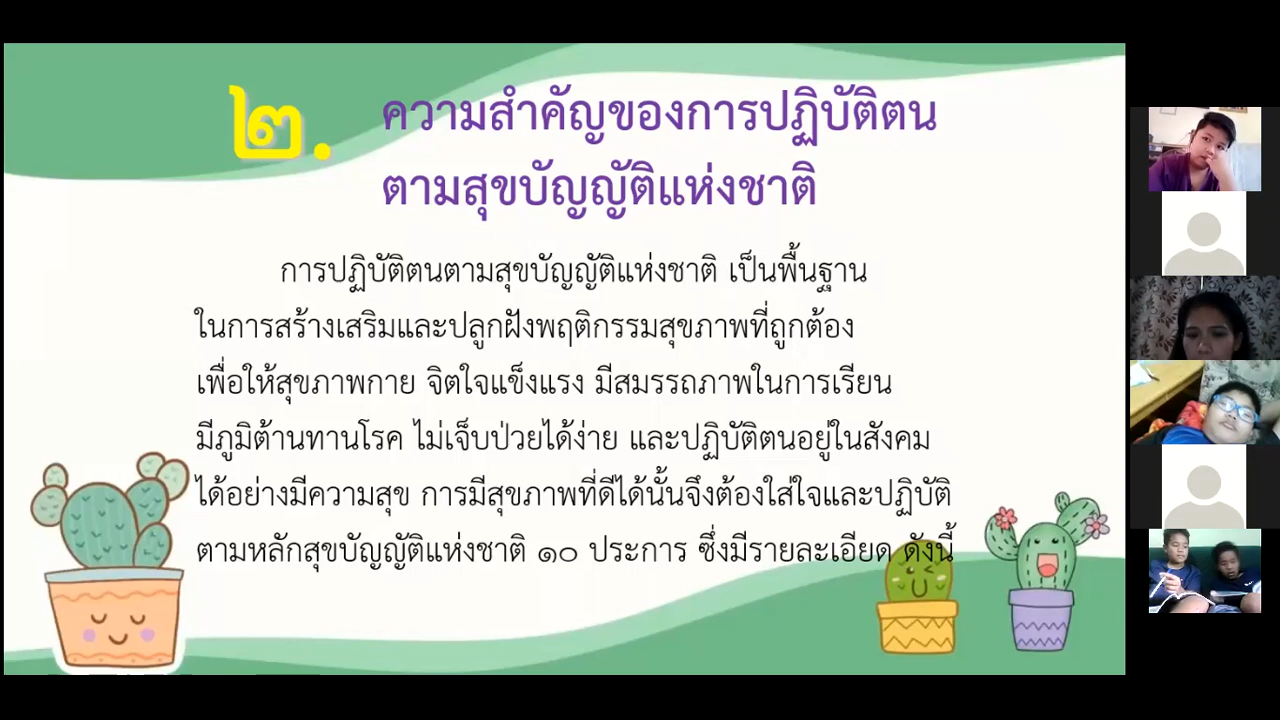 ๒.
ความสำคัญของการปฏิบัติตน
ตามสุขบัญญัติแห่งชาติ
การปฏิบัติตนตามสุขบัญญัติแห่งชาติ เป็นพื้นฐาน
ในการสร้างเสริมและปลูกฝังพฤติกรรมสุขภาพที่ถูกต้อง
เพื่อให้สุขภาพกาย จิตใจแข็งแรง มีสมรรถภาพในการเรียน
มีภูมิต้านทานโรค ไม่เจ็บป่วยได้ง่าย และปฏิบัติตนอยู่ในสังคม
ได้อย่างมีความสุข การมีสุขภาพที่ดีได้นั้นจึงต้องใส่ใจและปฏิบัติ
ตามหลักสุขบัญญัติแห่งชาติ ๑๐ ประการ ซึ่งมีรายละเอียด ดังนี้